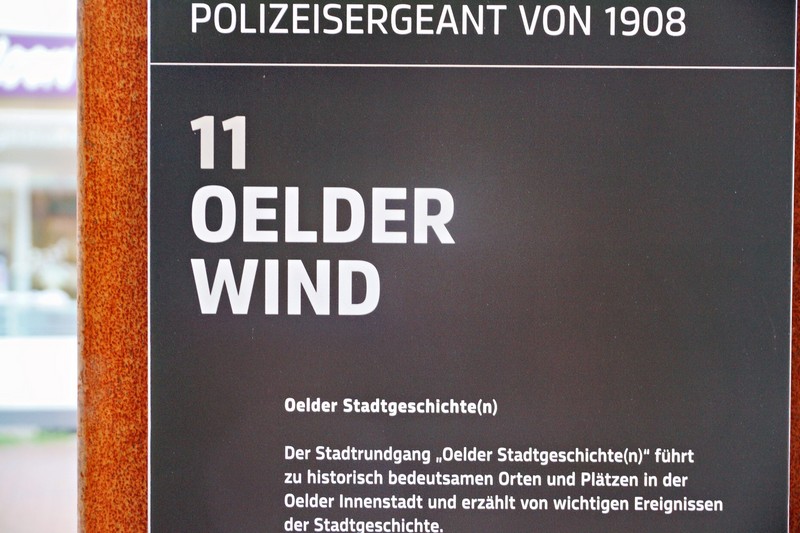 POLIZEISERGEANT VON 1908
11
OELDER
WIND
Oelder Stadtgeschichte(n)
Der Stadtrundgang „Oelder Stadtgeschichte(n)“ führt
zu historisch bedeutsamen Orten und Plätzen in der
Oelder Innenstadt und erzählt von wichtigen Ereignissen
der Stadtgeschichte.